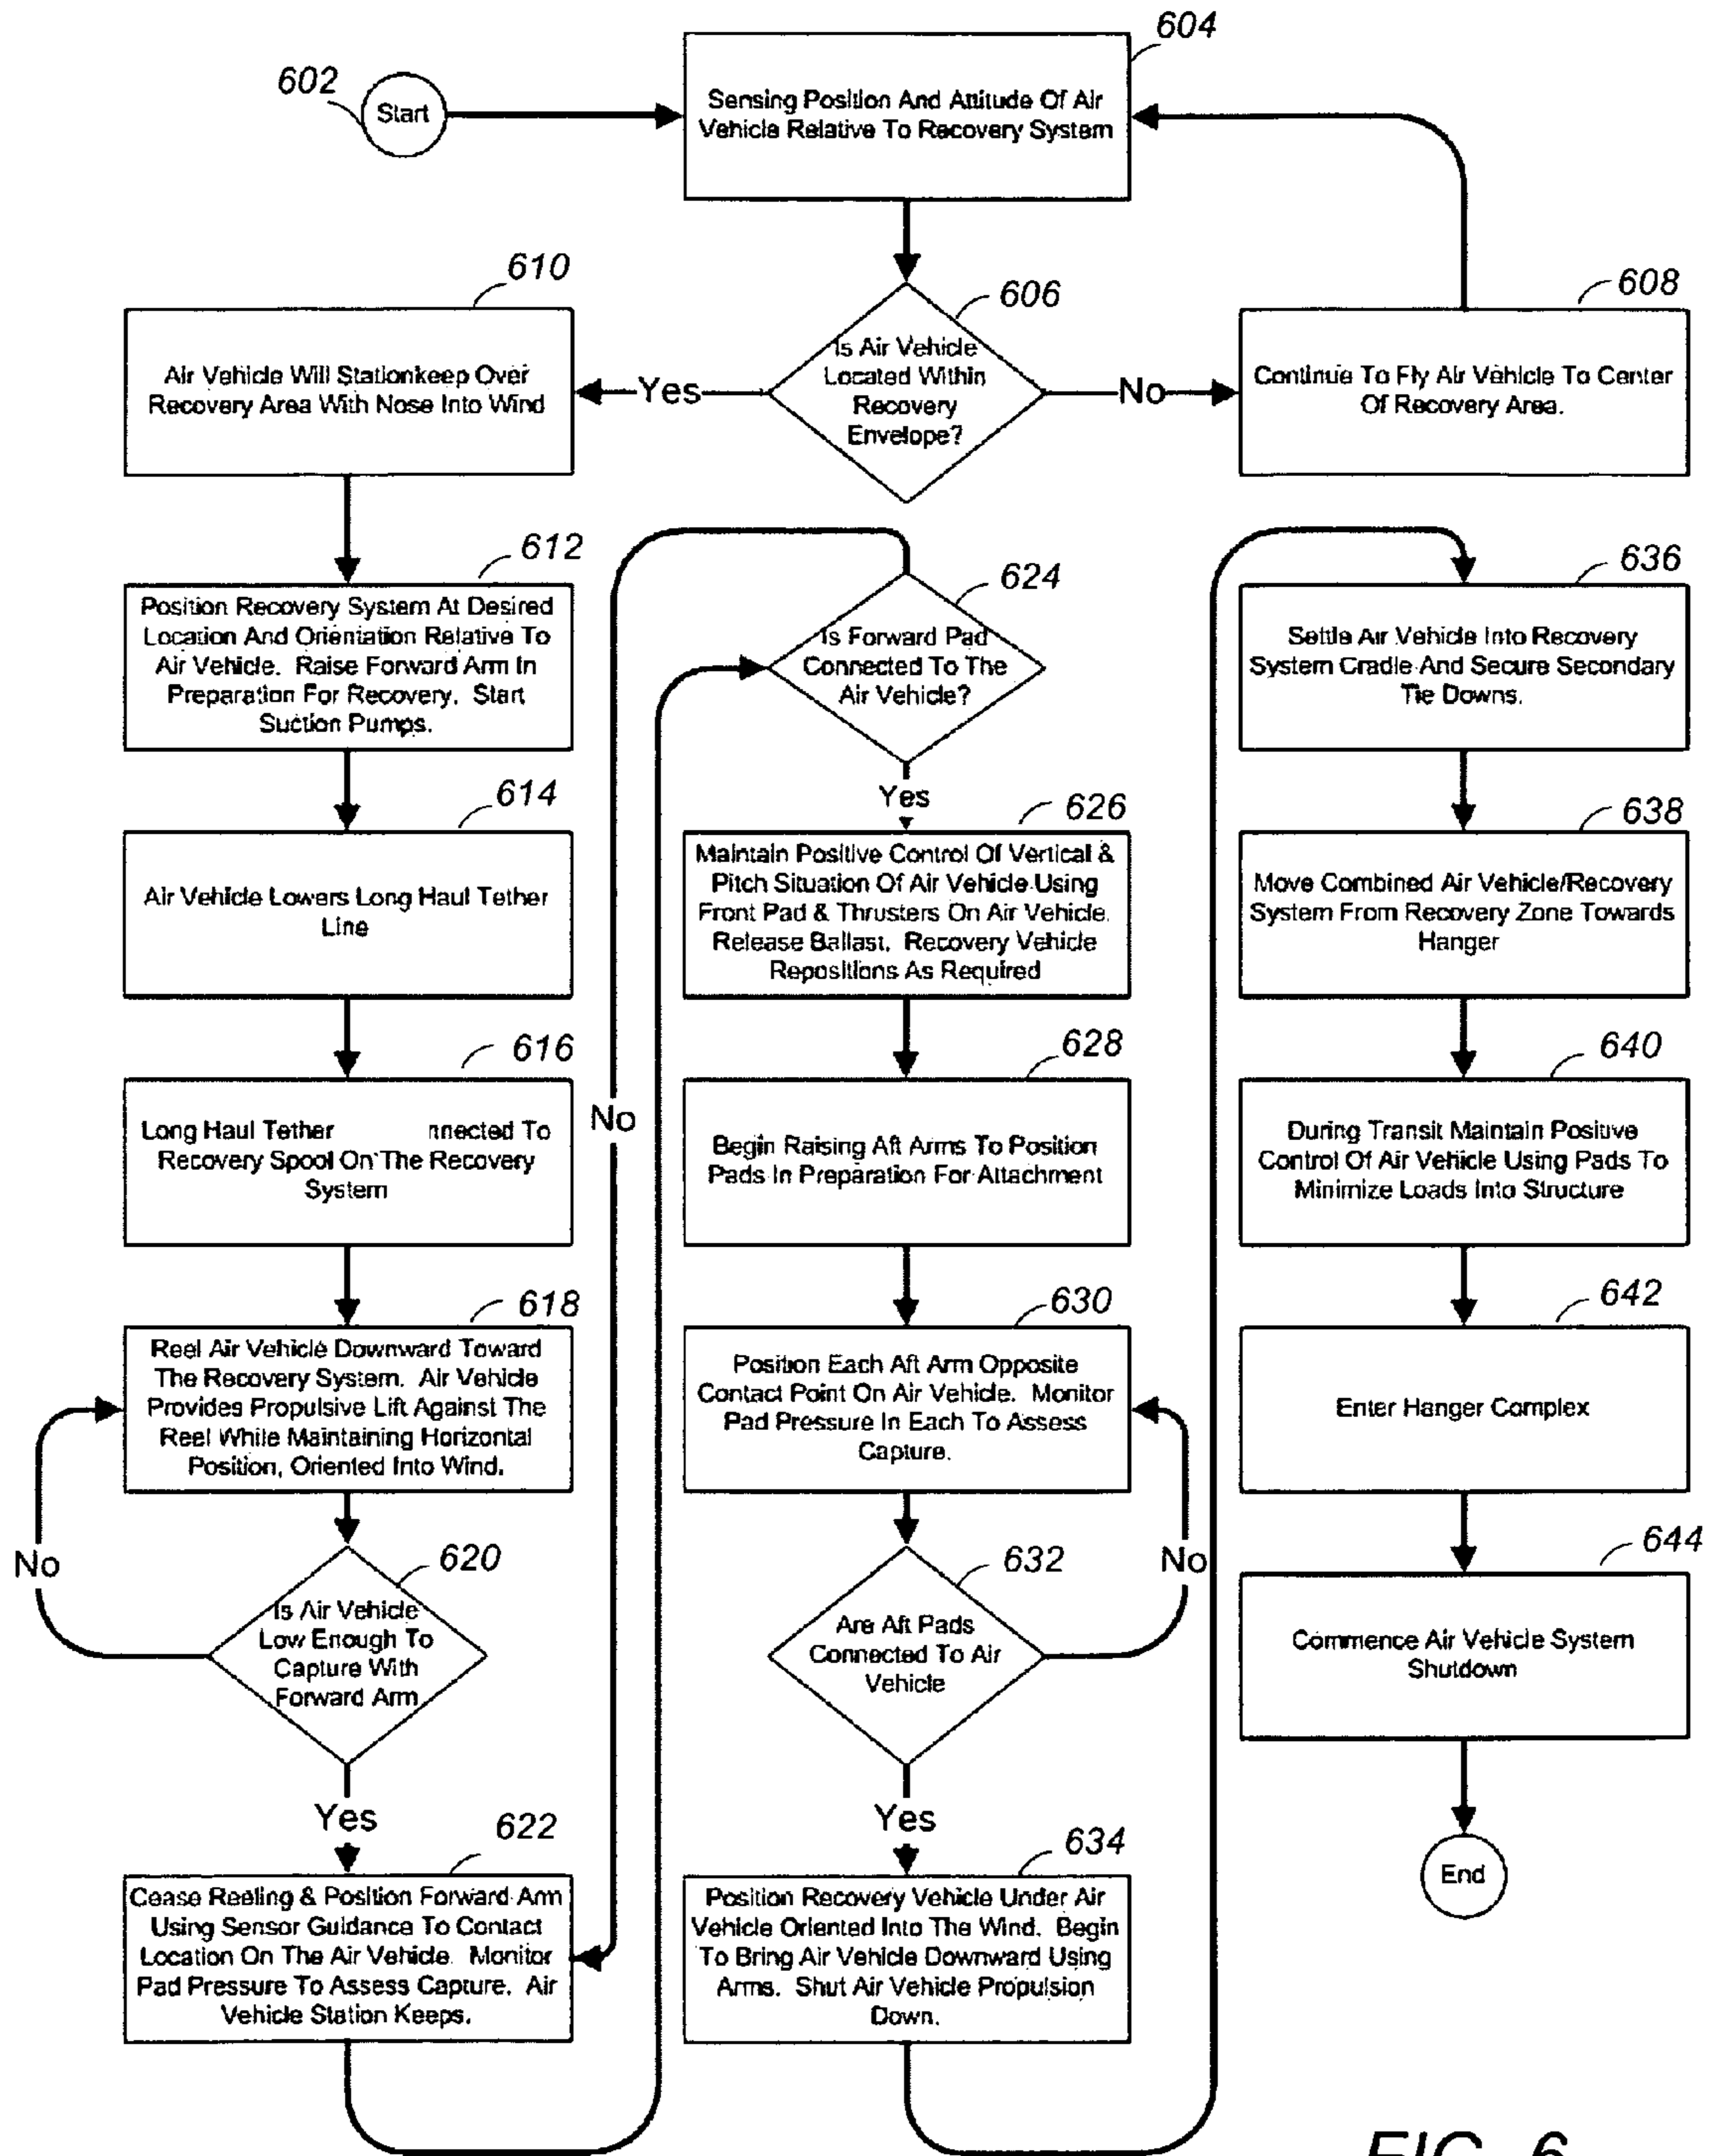 602
Start
604
Sensing Position And Attitude Of Air
Vehicle Relative To Recovery System
606
Is Air Vehicle
Located Within
Recovery
Envelope?
Yes
No
608
Continue To Fly Air Vehicle To Center
Of Recovery Area.
610
Air Vehicle Will Stationkeep Over
Recovery Area With Nose Into Wind
612
Position Recovery System At Desired
Location And Orientation Relative To
Air Vehicle. Raise Forward Arm In
Preparation For Recovery. Start
Suction Pumps.
614
Air Vehicle Lowers Long Haul Tether
Line
616
Long Haul Tether nnected To
Recovery Spool On The Recovery
System
618
Reel Air Vehicle Downward Toward
The Recovery System. Air Vehicle
Provides Propulsive Lift Against The
Reel While Maintaining Horizontal
Position, Oriented Into Wind.
No
620
Is Air Vehicle
Low Enough To
Capture With
Forward Arm
Yes
622
Cease Reeling & Position Forward Arm
Using Sensor Guidance To Contact
Location On The Air Vehicle. Monitor
Pad Pressure To Assess Capture. Air
Vehicle Station Keeps.
624
Is Forward Pad
Connected To The
Air Vehicle?
No
Yes
626
Maintain Positive Control Of Vertical &
Pitch Situation Of Air Vehicle Using
Front Pad & Thrusters On Air Vehicle.
Release Ballast. Recovery Vehicle
Repositions As Required
628
Begin Raising Aft Arms To Position
Pads In Preparation For Attachment
630
Position Each Aft Arm Opposite
Contact Point On Air Vehicle. Monitor
Pad Pressure In Each To Assess
Capture.
632
Are Aft Pads
Connected To Air
Vehicle
No
Yes
634
Position Recovery Vehicle Under Air
Vehicle Oriented Into The Wind. Begin
To Bring Air Vehicle Downward Using
Arms. Shut Air Vehicle Propulsion
Down.
636
Settle Air Vehicle Into Recovery
System Cradle And Secure Secondary
Tie Downs.
638
Move Combined Air Vehicle/Recovery
System From Recovery Zone Towards
Hanger
640
During Transit Maintain Positive
Control Of Air Vehicle Using Pads To
Minimize Loads Into Structure
642
Enter Hanger Complex
644
Commence Air Vehicle System
Shutdown
End
FIG. 6